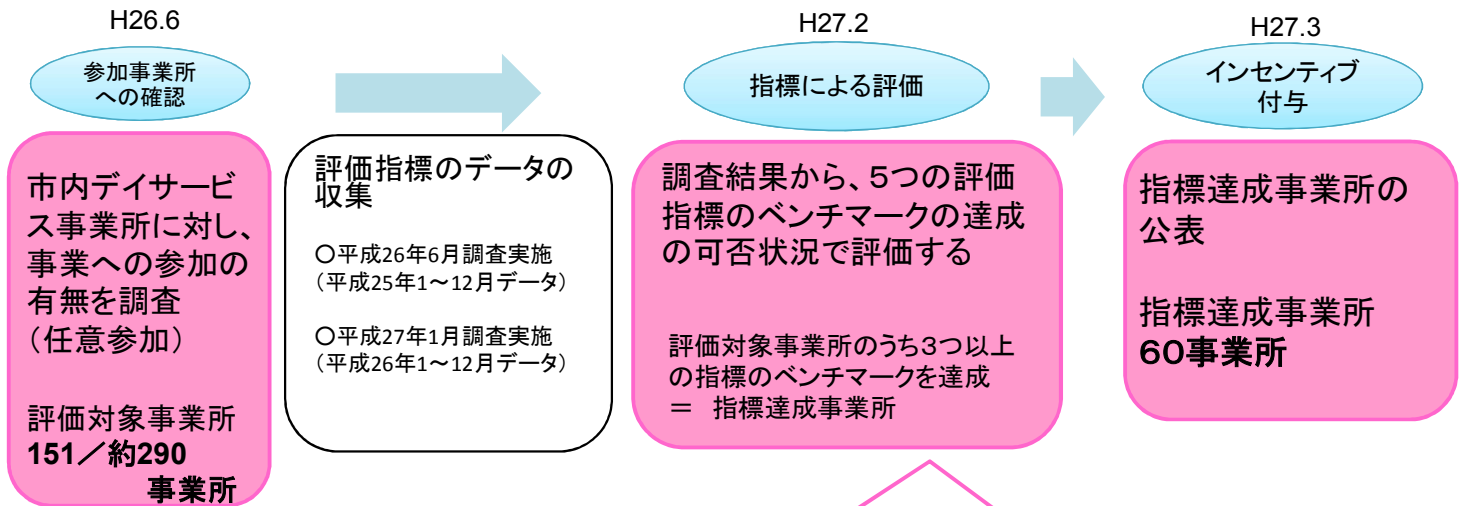 H26.6
参加事業所
への確認
市内デイサービ
ス事業所に対し、
事業への参加の
有無を調査
（任意参加）
評価対象事業所
151／約290
事業所
評価指標のデータの
収集
○平成26年6月調査実施
（平成25年1～12月データ）
○平成27年1月調査実施
（平成26年1～12月データ）
H27.2
指標による評価
調査結果から、５つの評価
指標のベンチマークの達成
の可否状況で評価する
評価対象事業所のうち３つ以上
の指標のベンチマークを達成
＝　指標達成事業所
H27.3
インセンティブ
付与
指標達成事業所の
公表
指標達成事業所
６０事業所